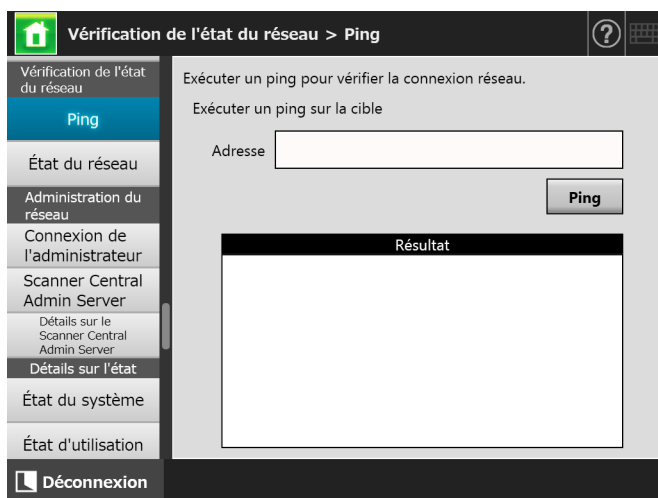 Vérification de l'état du réseau > Ping
?
Vérification de l'état
du réseau
Ping
État du réseau
Administration du
réseau
Connexion de
l'administrateur
Scanner Central
Admin Server
Détails sur le
Scanner Central
Admin Server
Détails sur l'état
État du système
État d'utilisation
Exécuter un ping pour vérifier la connexion réseau.
Exécuter un ping sur la cible
Adresse
Ping
Résultat
Déconnexion